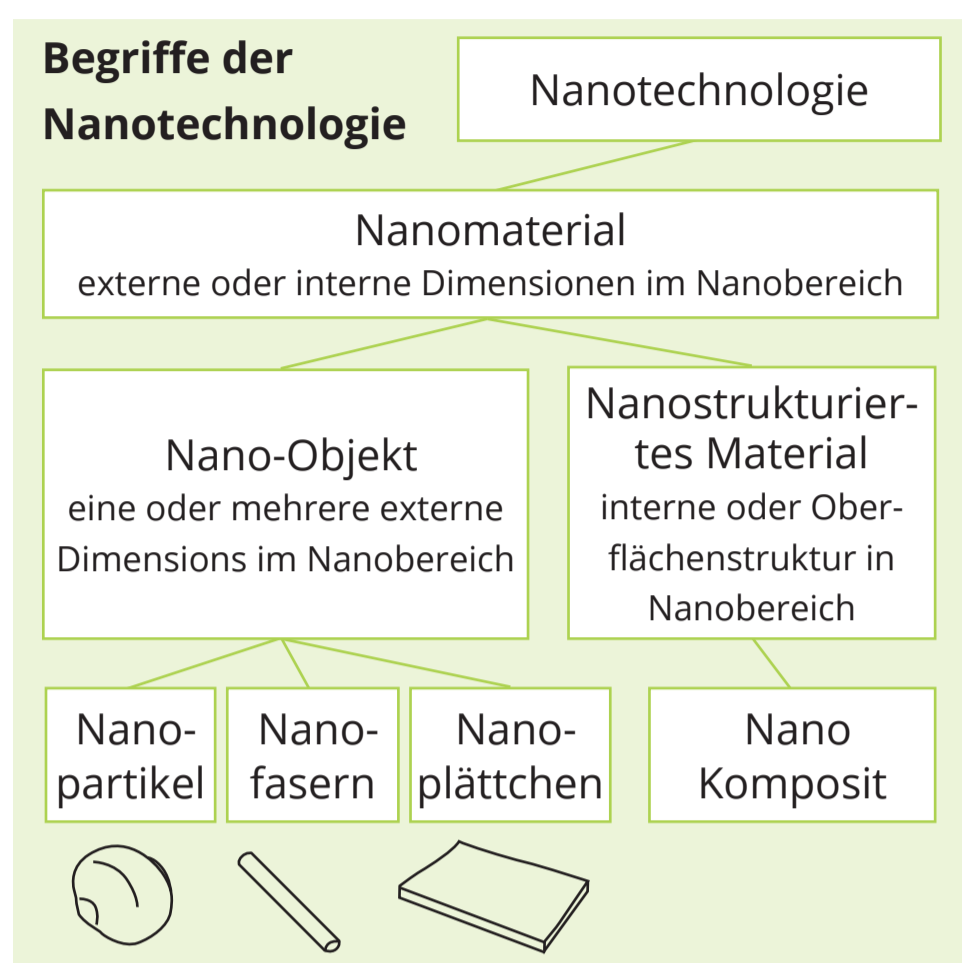 Begriffe der
Nanotechnologie
Nanotechnologie
Nanomaterial
externe oder interne Dimensionen im Nanobereich
Nano-Objekt
eine oder mehrere externe
Dimensions im Nanobereich
Nanostrukturier-
tes Material
interne oder Ober-
flächenstruktur in
Nanobereich
Nano-
partikel
Nano-
fasern
Nano-
plättchen
Nano
Komposit